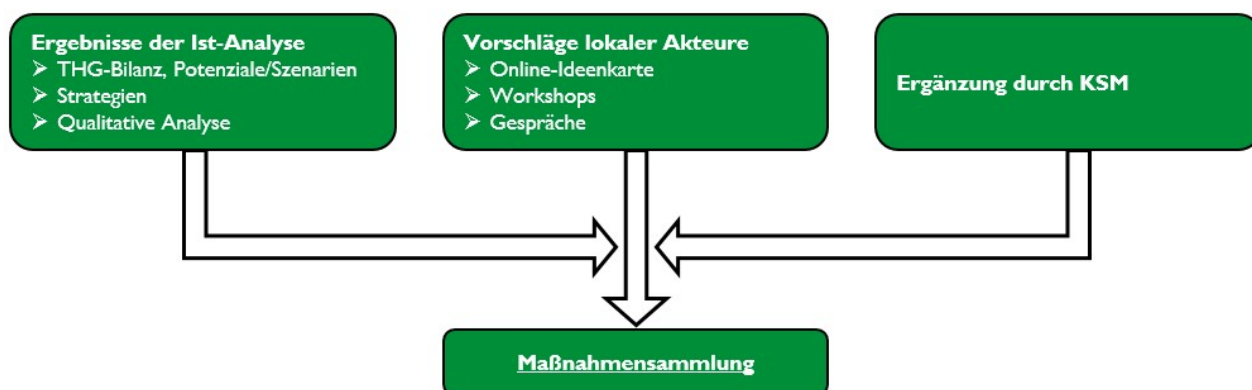 Ergebnisse der Ist-Analyse
➢ THG-Bilanz, Potenziale/Szenarien
➢ Strategien
➢ Qualitative Analyse
Vorschläge lokaler Akteure
➢ Online-Ideenkarte
➢ Workshops
➢ Gespräche
Ergänzung durch KSM
Maßnahmensammlung